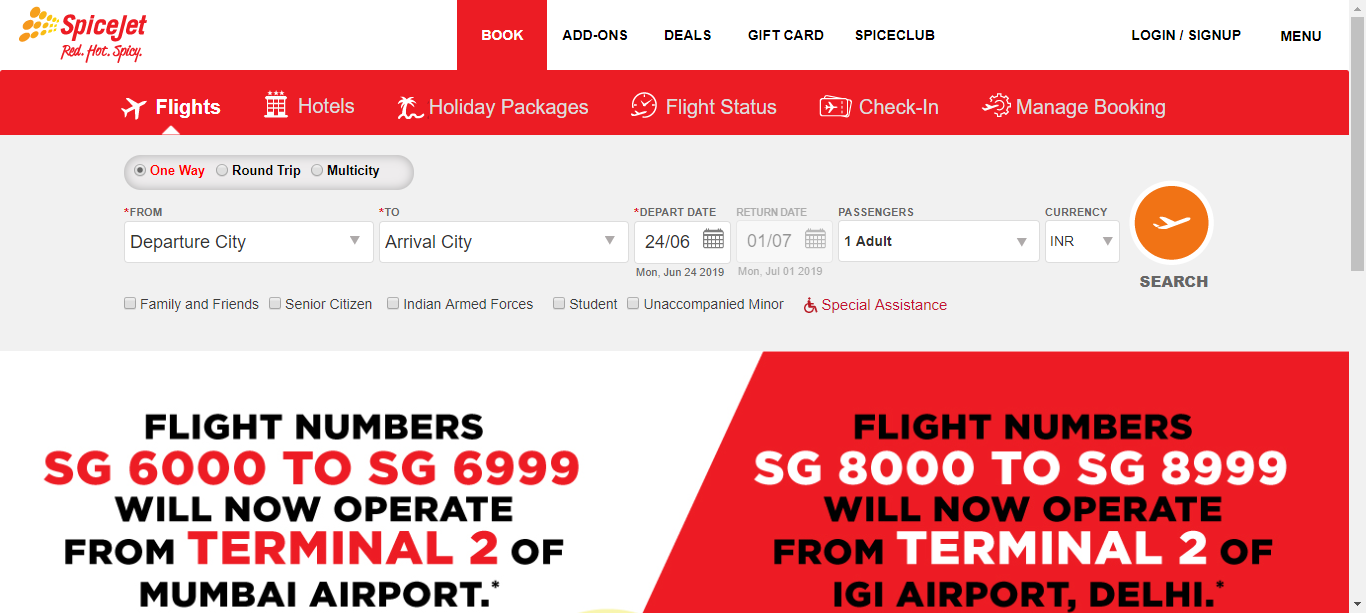 SpiceJet
Red. Hot. Spicy.
BOOK ADD-ONS DEALS GIFT CARD SPICECLUB LOGIN / SIGNUP MENU
Flights Hotels Holiday Packages Flight Status Check-In Manage Booking
One Way Round Trip Multicity
*FROM *TO *DEPART DATE RETURN DATE PASSENGERS CURRENCY
Departure City Arrival City 24/06 01/07 1 Adult INR
Mon, Jun 24 2019 Mon, Jul 01 2019
SEARCH
Family and Friends Senior Citizen Indian Armed Forces Student Unaccompanied Minor Special Assistance
FLIGHT NUMBERS
SG 6000 TO SG 6999
WILL NOW OPERATE
FROM TERMINAL 2 OF
MUMBAI AIRPORT.*
FLIGHT NUMBERS
SG 8000 TO SG 8999
WILL NOW OPERATE
FROM TERMINAL 2 OF
IGI AIRPORT, DELHI.*